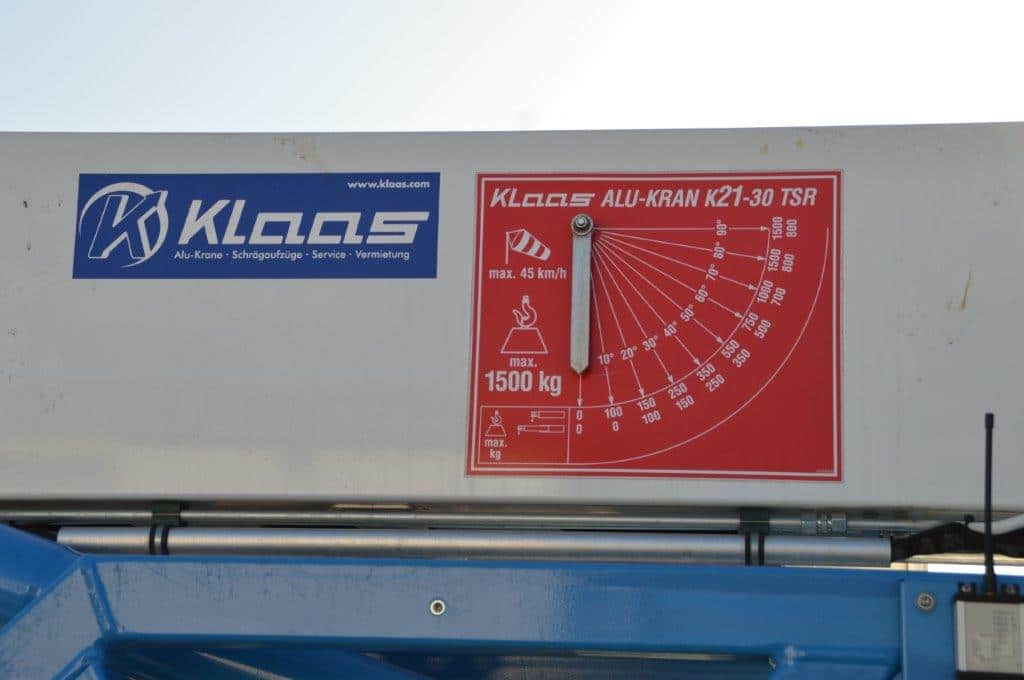 www.klaas.com
K Klaas
Alu-Krane · Schrägaufzüge · Service · Vermietung
Klaas ALU-KRAN K21-30 TSR
max. 45 km/h
max.
1500 kg
max.
kg
10° 20° 30° 40° 50° 60° 70° 80° 90°
0 100 150 250 350 550 750 1000 1500 1500
0 0 100 150 250 350 500 700 800 800